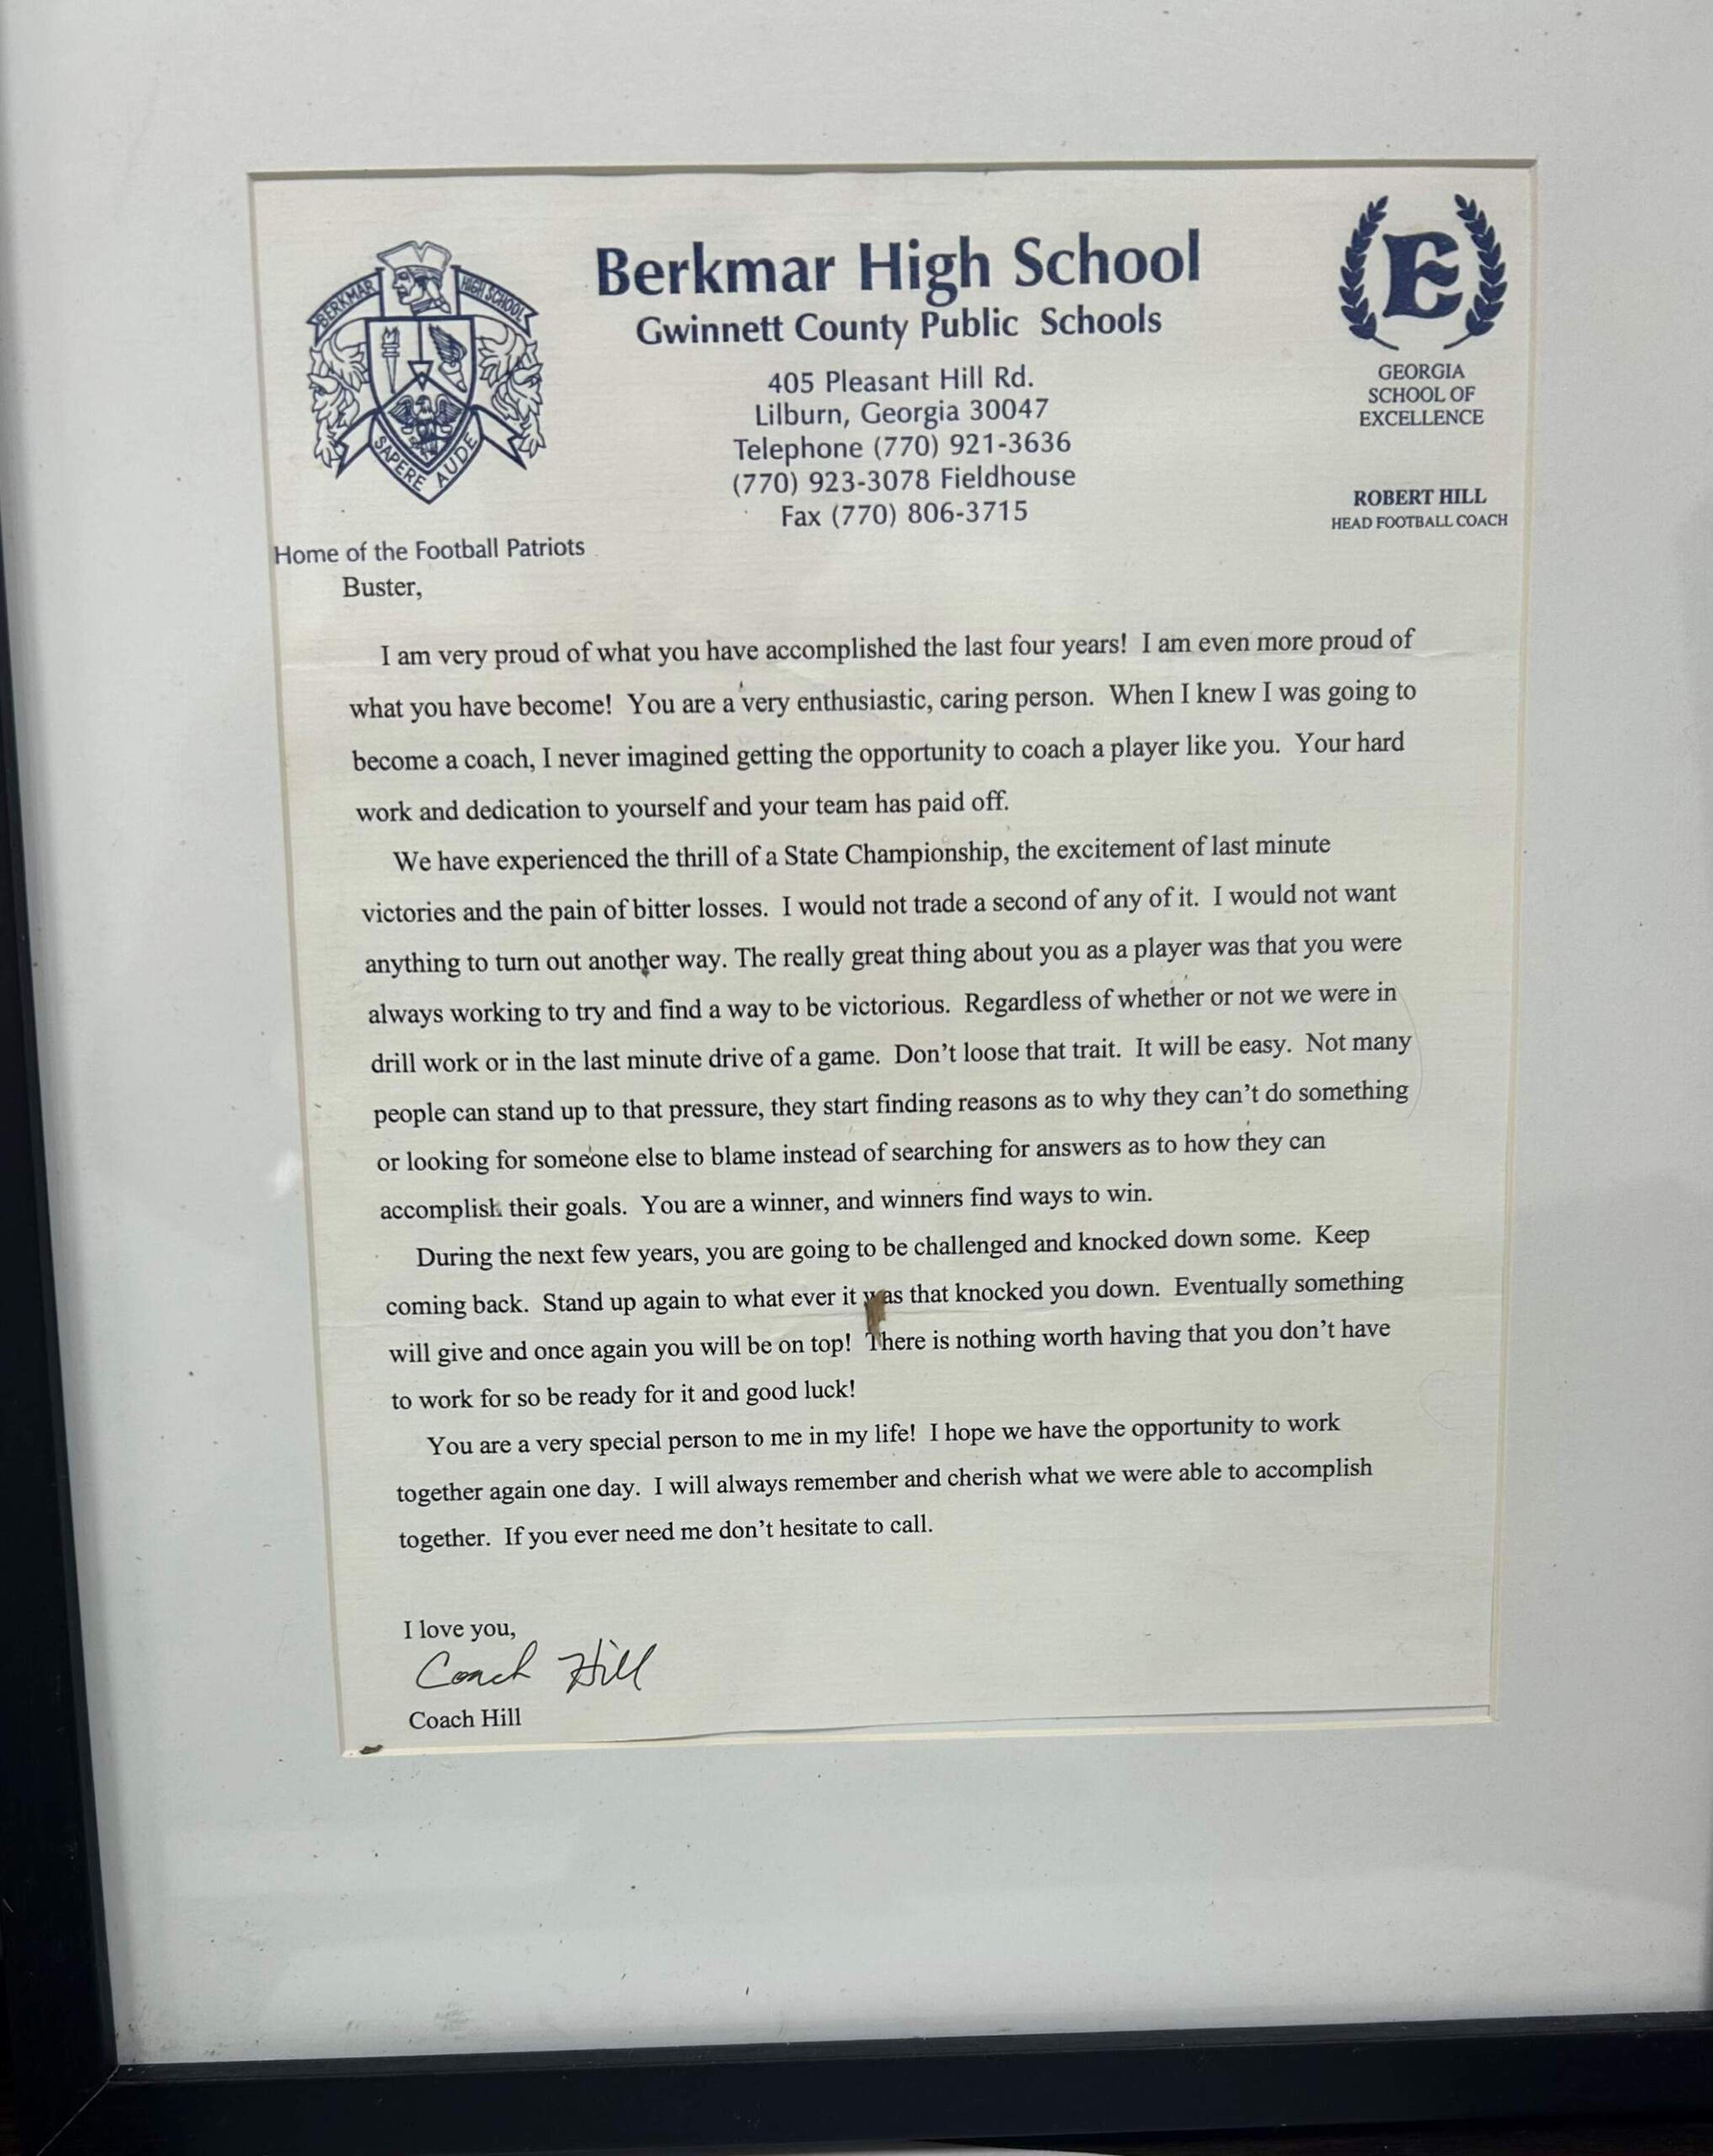 BERKMAR HIGH SCHOOL
SAPERE AUDE
Berkmar High School
Gwinnett County Public Schools
405 Pleasant Hill Rd.
Lilburn, Georgia 30047
Telephone (770) 921-3636
(770) 923-3078 Fieldhouse
Fax (770) 806-3715
E
GEORGIA
SCHOOL OF
EXCELLENCE
ROBERT HILL
HEAD FOOTBALL COACH
Home of the Football Patriots
Buster,
I am very proud of what you have accomplished the last four years! I am even more proud of
what you have become! You are a very enthusiastic, caring person. When I knew I was going to
become a coach, I never imagined getting the opportunity to coach a player like you. Your hard
work and dedication to yourself and your team has paid off.
We have experienced the thrill of a State Championship, the excitement of last minute
victories and the pain of bitter losses. I would not trade a second of any of it. I would not want
anything to turn out another way. The really great thing about you as a player was that you were
always working to try and find a way to be victorious. Regardless of whether or not we were in
drill work or in the last minute drive of a game. Don't loose that trait. It will be easy. Not many
people can stand up to that pressure, they start finding reasons as to why they can't do something
or looking for someone else to blame instead of searching for answers as to how they can
accomplish their goals. You are a winner, and winners find ways to win.
During the next few years, you are going to be challenged and knocked down some. Keep
coming back. Stand up again to what ever it was that knocked you down. Eventually something
will give and once again you will be on top! There is nothing worth having that you don't have
to work for so be ready for it and good luck!
You are a very special person to me in my life! I hope we have the opportunity to work
together again one day. I will always remember and cherish what we were able to accomplish
together. If you ever need me don't hesitate to call.
I love you,
Coach Hill
Coach Hill